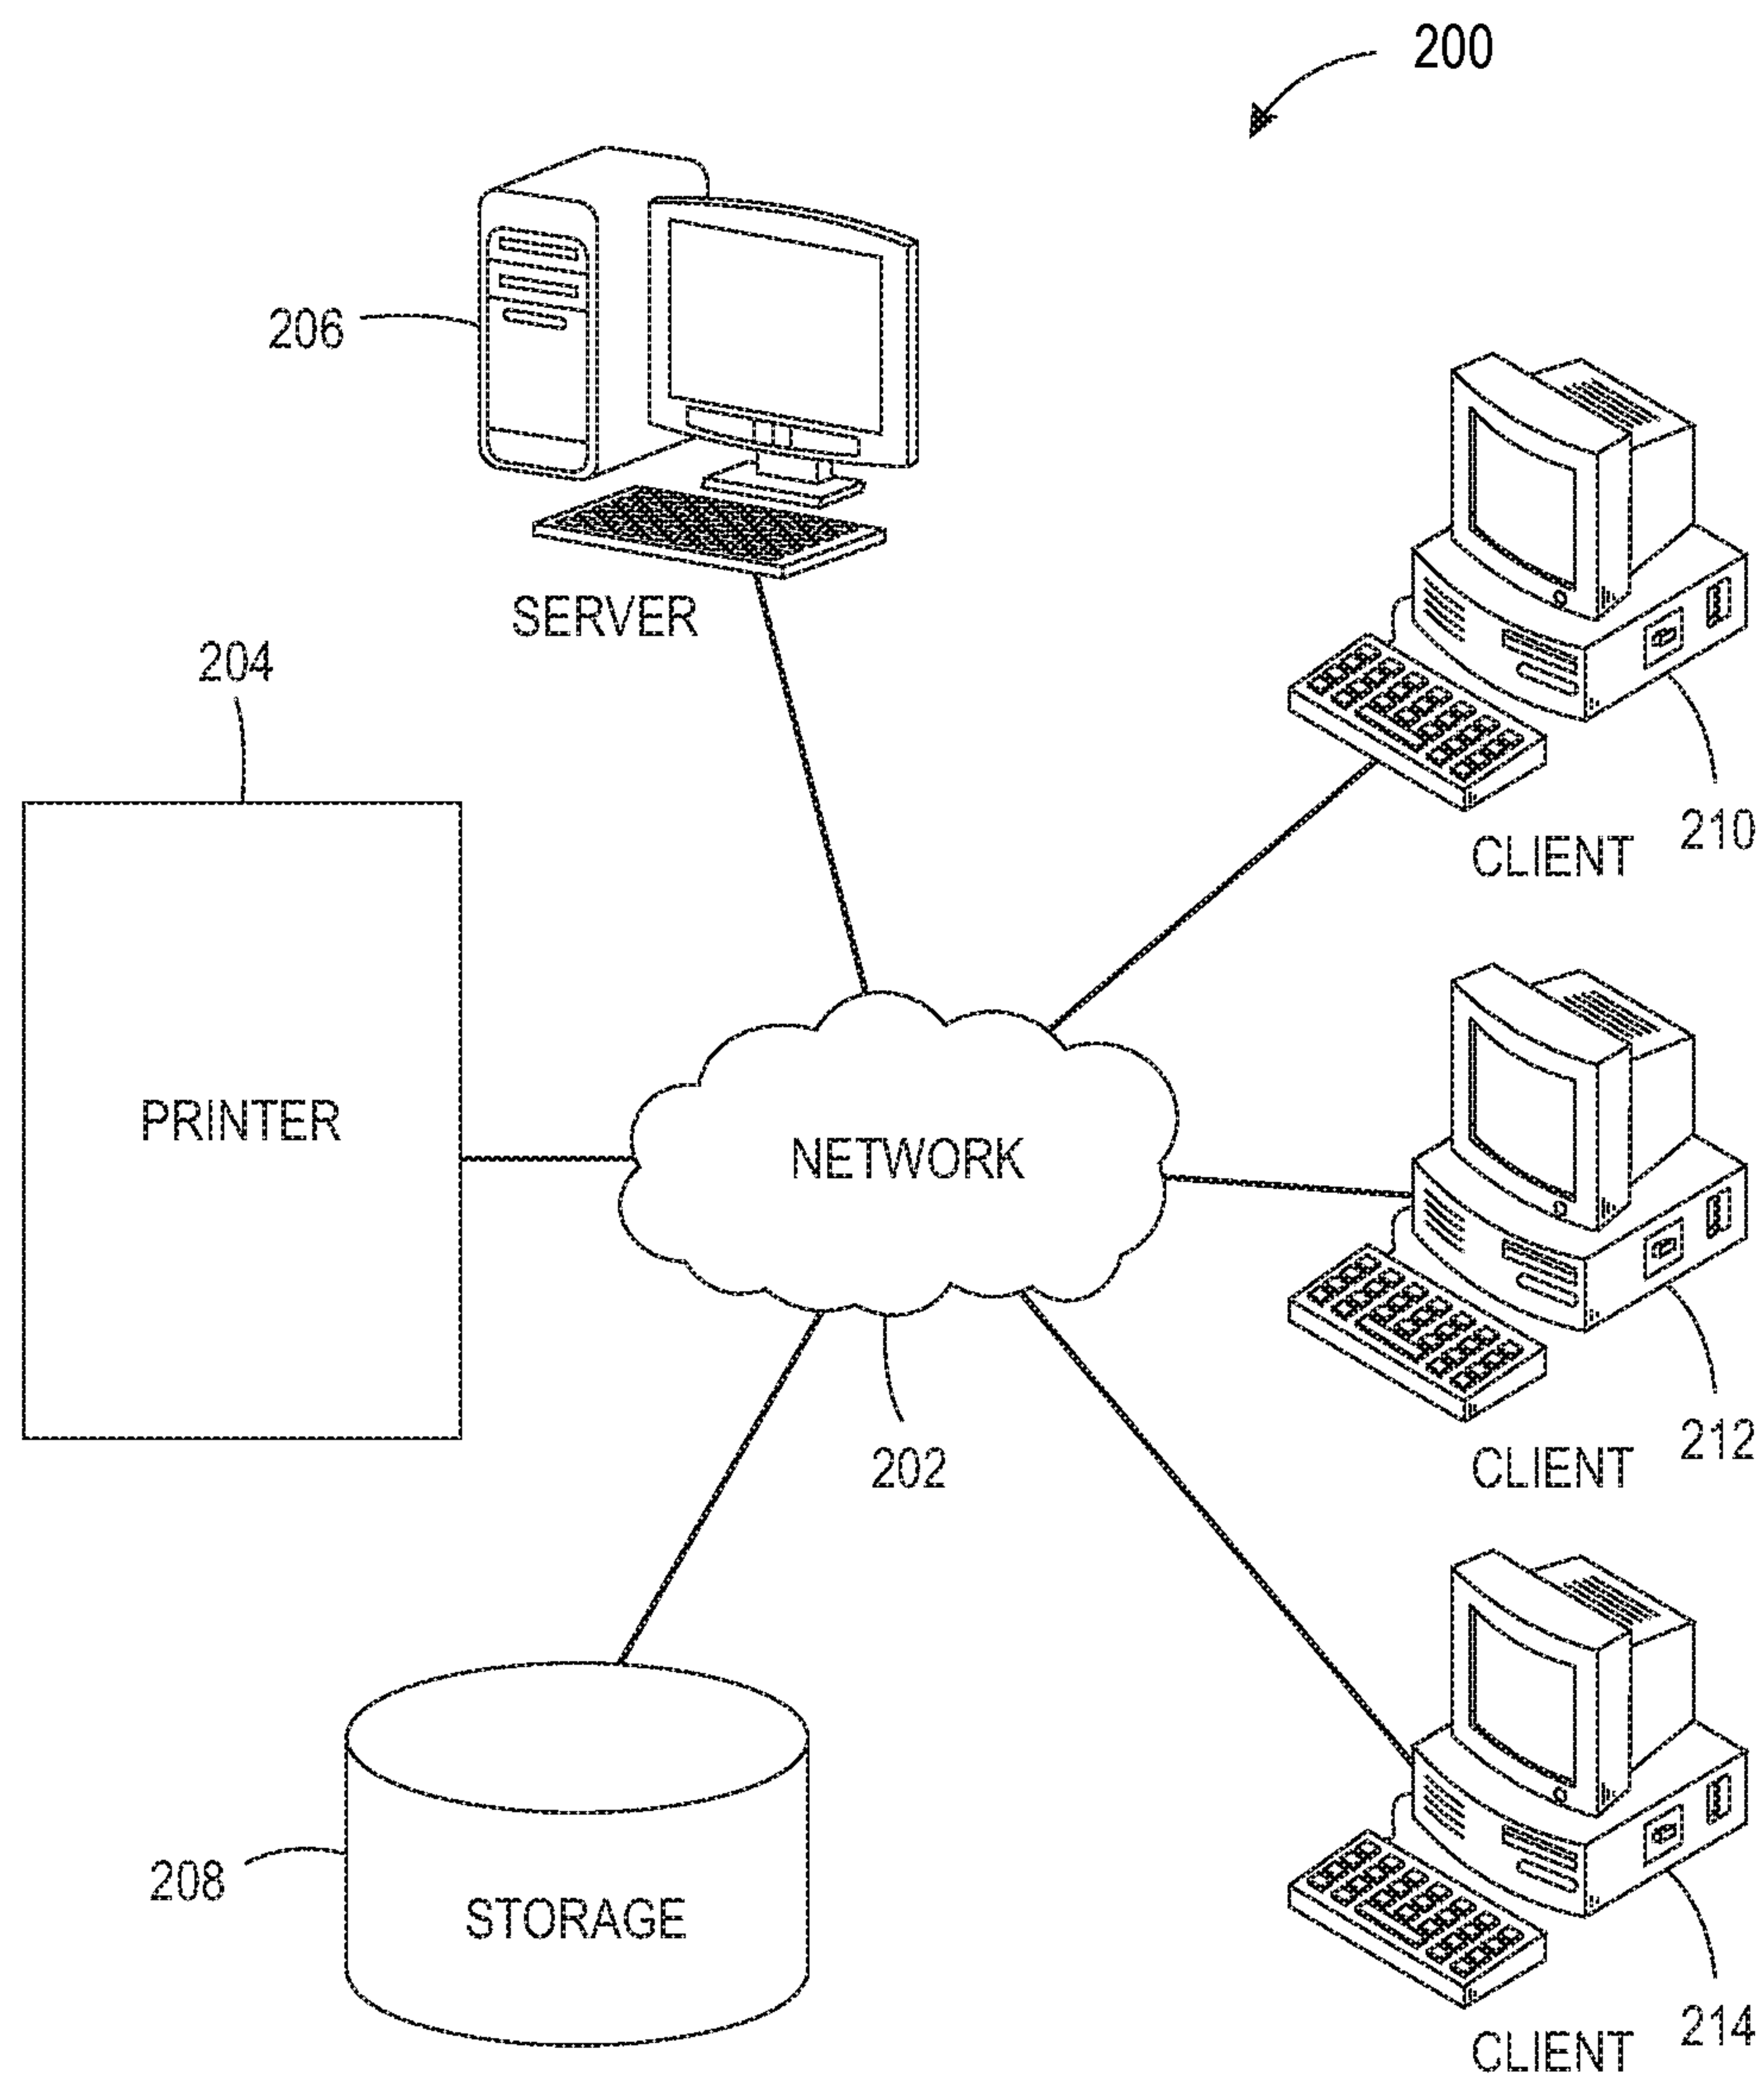 200
206
SERVER
204
210
CLIENT
PRINTER
NETWORK
202
212
CLIENT
208
STORAGE
214
CLIENT